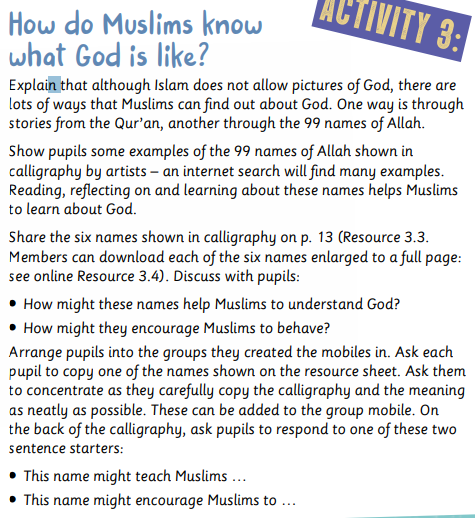 How do Muslims know
what God is like?
ACTIVITY 3:
Explain that although Islam does not allow pictures of God, there are
lots of ways that Muslims can find out about God. One way is through
stories from the Qur’an, another through the 99 names of Allah.
Show pupils some examples of the 99 names of Allah shown in
calligraphy by artists – an internet search will find many examples.
Reading, reflecting on and learning about these names helps Muslims
to learn about God.
Share the six names shown in calligraphy on p. 13 (Resource 3.3.
Members can download each of the six names enlarged to a full page:
see online Resource 3.4). Discuss with pupils:
• How might these names help Muslims to understand God?
• How might they encourage Muslims to behave?
Arrange pupils into the groups they created the mobiles in. Ask each
pupil to copy one of the names shown on the resource sheet. Ask them
to concentrate as they carefully copy the calligraphy and the meaning
as neatly as possible. These can be added to the group mobile. On
the back of the calligraphy, ask pupils to respond to one of these two
sentence starters:
• This name might teach Muslims …
• This name might encourage Muslims to …